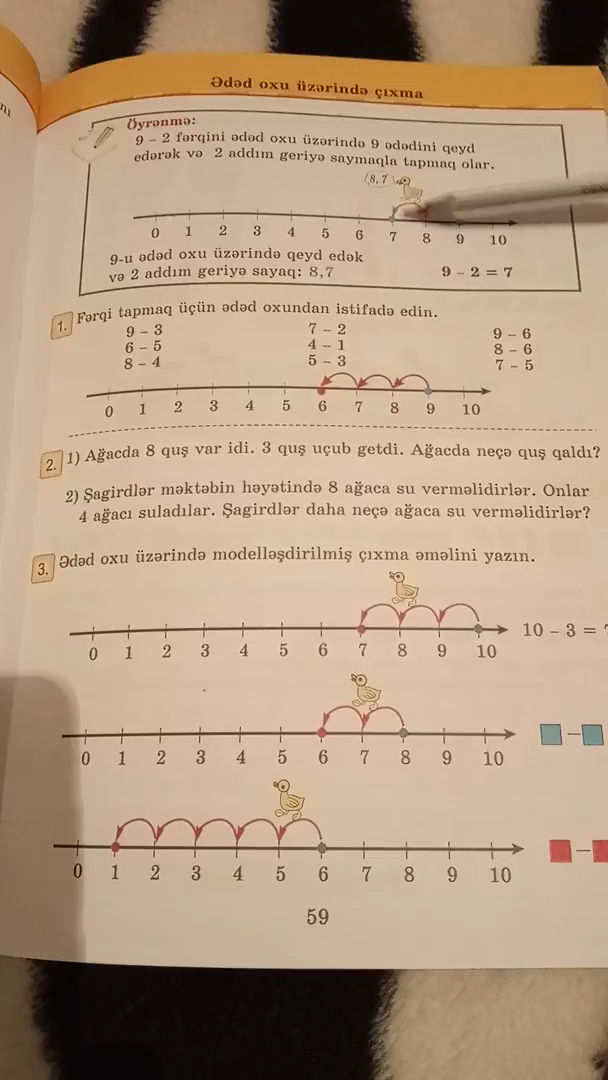 Ədəd oxu üzərində çıxma
Öyrənmə:
9 – 2 fərqini ədəd oxu üzərində 9 ədədini qeyd
edərək və 2 addım geriyə saymaqla tapmaq olar.
8, 7
0 1 2 3 4 5 6 7 8 9 10
9-u ədəd oxu üzərində qeyd edək
və 2 addım geriyə sayaq: 8,7
9 – 2 = 7
1. Fərqi tapmaq üçün ədəd oxundan istifadə edin.
9 – 3 7 – 2 9 – 6
6 – 5 4 – 1 8 – 6
8 – 4 5 – 3 7 – 5
0 1 2 3 4 5 6 7 8 9 10
2. 1) Ağacda 8 quş var idi. 3 quş uçub getdi. Ağacda neçə quş qaldı?
2) Şagirdlər məktəbin həyətində 8 ağaca su verməlidirlər. Onlar
4 ağacı suladılar. Şagirdlər daha neçə ağaca su verməlidirlər?
3. Ədəd oxu üzərində modelləşdirilmiş çıxma əməlini yazın.
10 – 3 =
0 1 2 3 4 5 6 7 8 9 10
–
0 1 2 3 4 5 6 7 8 9 10
–
0 1 2 3 4 5 6 7 8 9 10
59